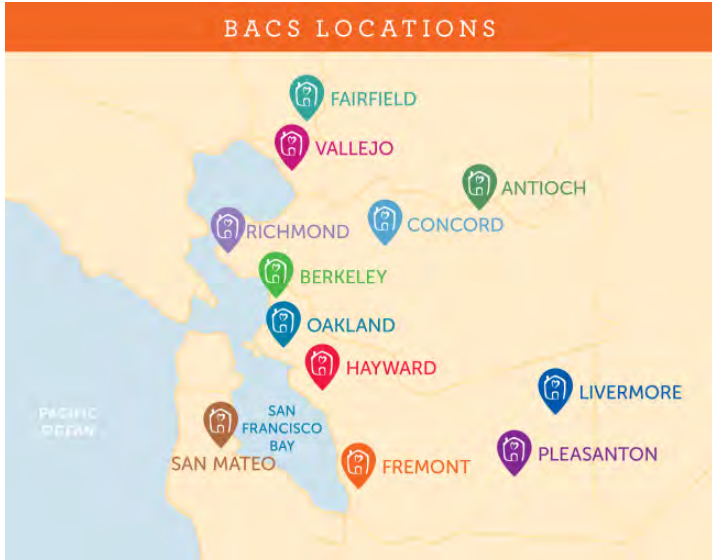 BACS LOCATIONS
FAIRFIELD
VALLEJO
ANTIOCH
CONCORD
RICHMOND
BERKELEY
OAKLAND
HAYWARD
LIVERMORE
PACIFIC
OCEAN
SAN
FRANCISCO
BAY
SAN MATEO
FREMONT
PLEASANTON